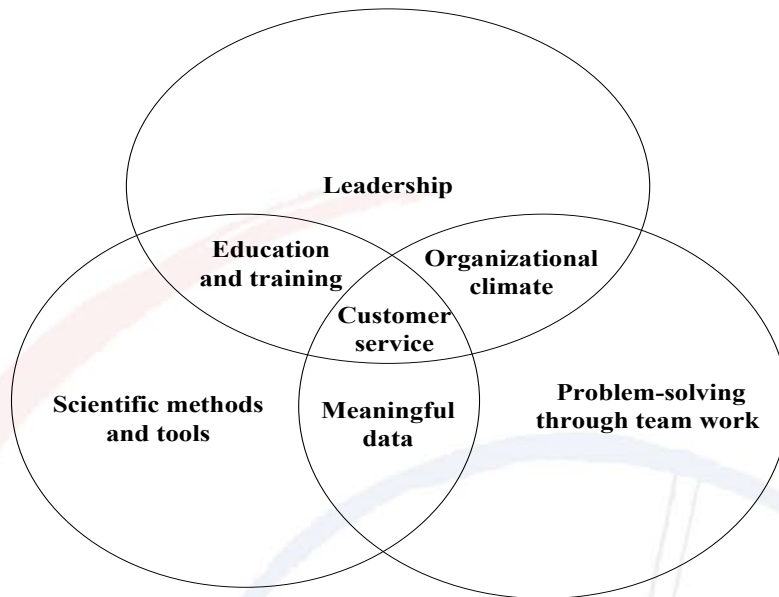 Leadership
Education
and training
Organizational
climate
Customer
service
Scientific methods
and tools
Meaningful
data
Problem-solving
through team work